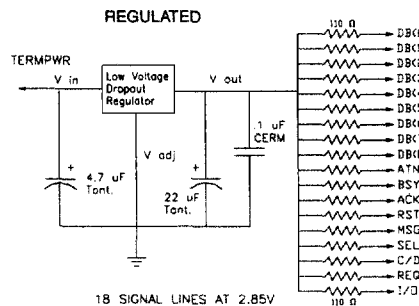 REGULATED
TERMPWR
V in
Low Voltage
Dropout
Regulator
V out
V adj
+
4.7 uF
Tant.
+
22 uF
Tant.
.1 uF
CERM
110 Ω
ATN
BSY
ACK
RST
MSG
SEL
C/D
REQ
I/O
110 Ω
18 SIGNAL LINES AT 2.85V